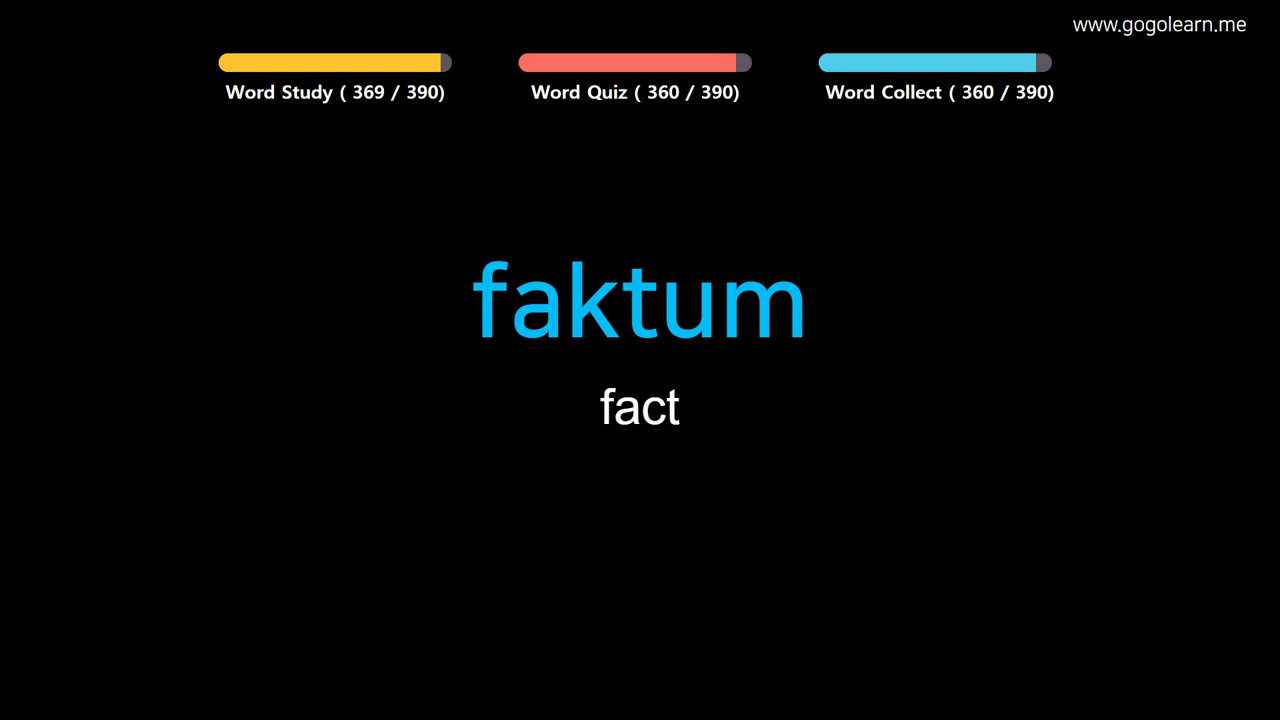 www.gogolearn.me
Word Study ( 369 / 390)
Word Quiz ( 360 / 390)
Word Collect ( 360 / 390)
faktum
fact